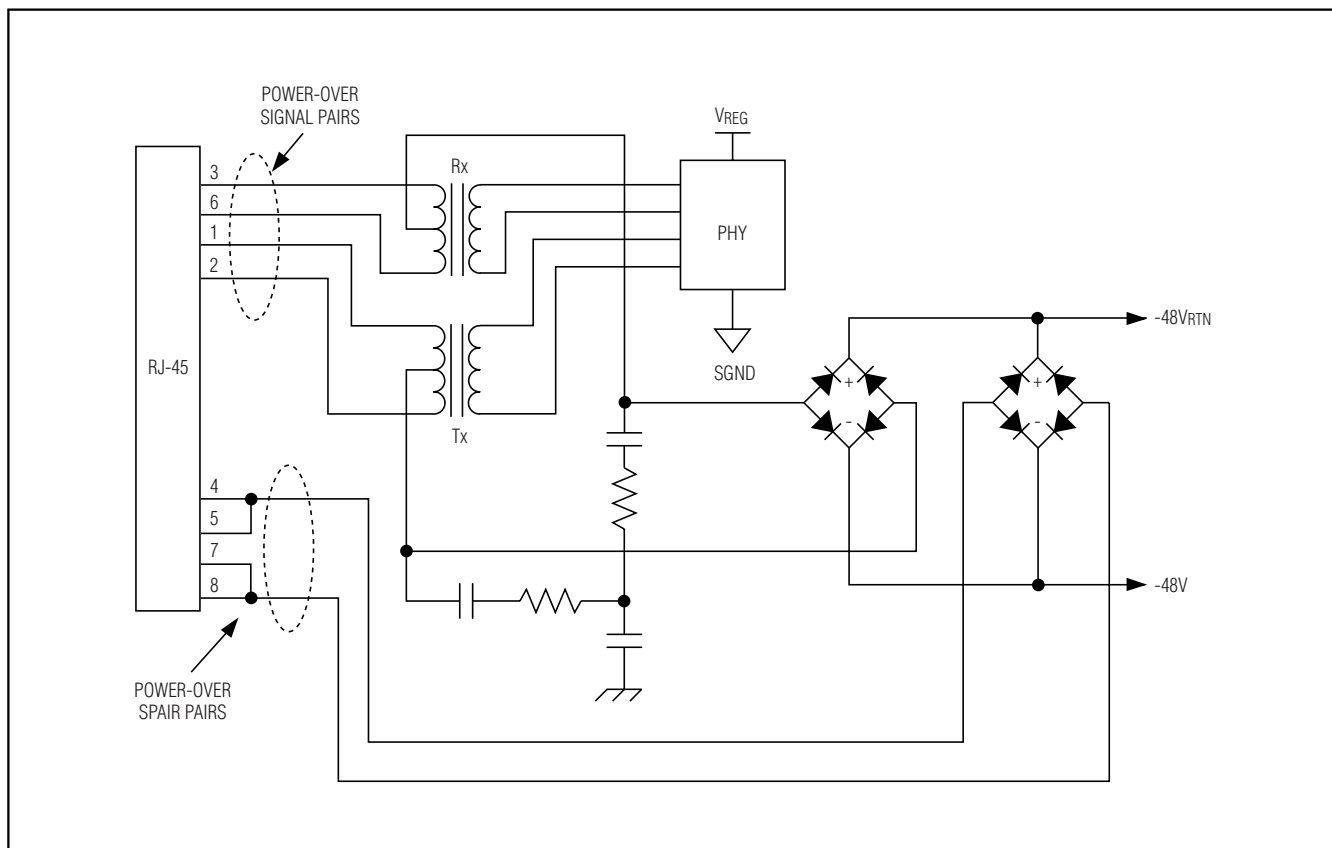 POWER-OVER
SIGNAL PAIRS
VREG
3
Rx
6
1
PHY
2
-48VRTN
RJ-45
SGND
+
+
-
-
Tx
4
5
7
-48V
8
POWER-OVER
SPAIR PAIRS